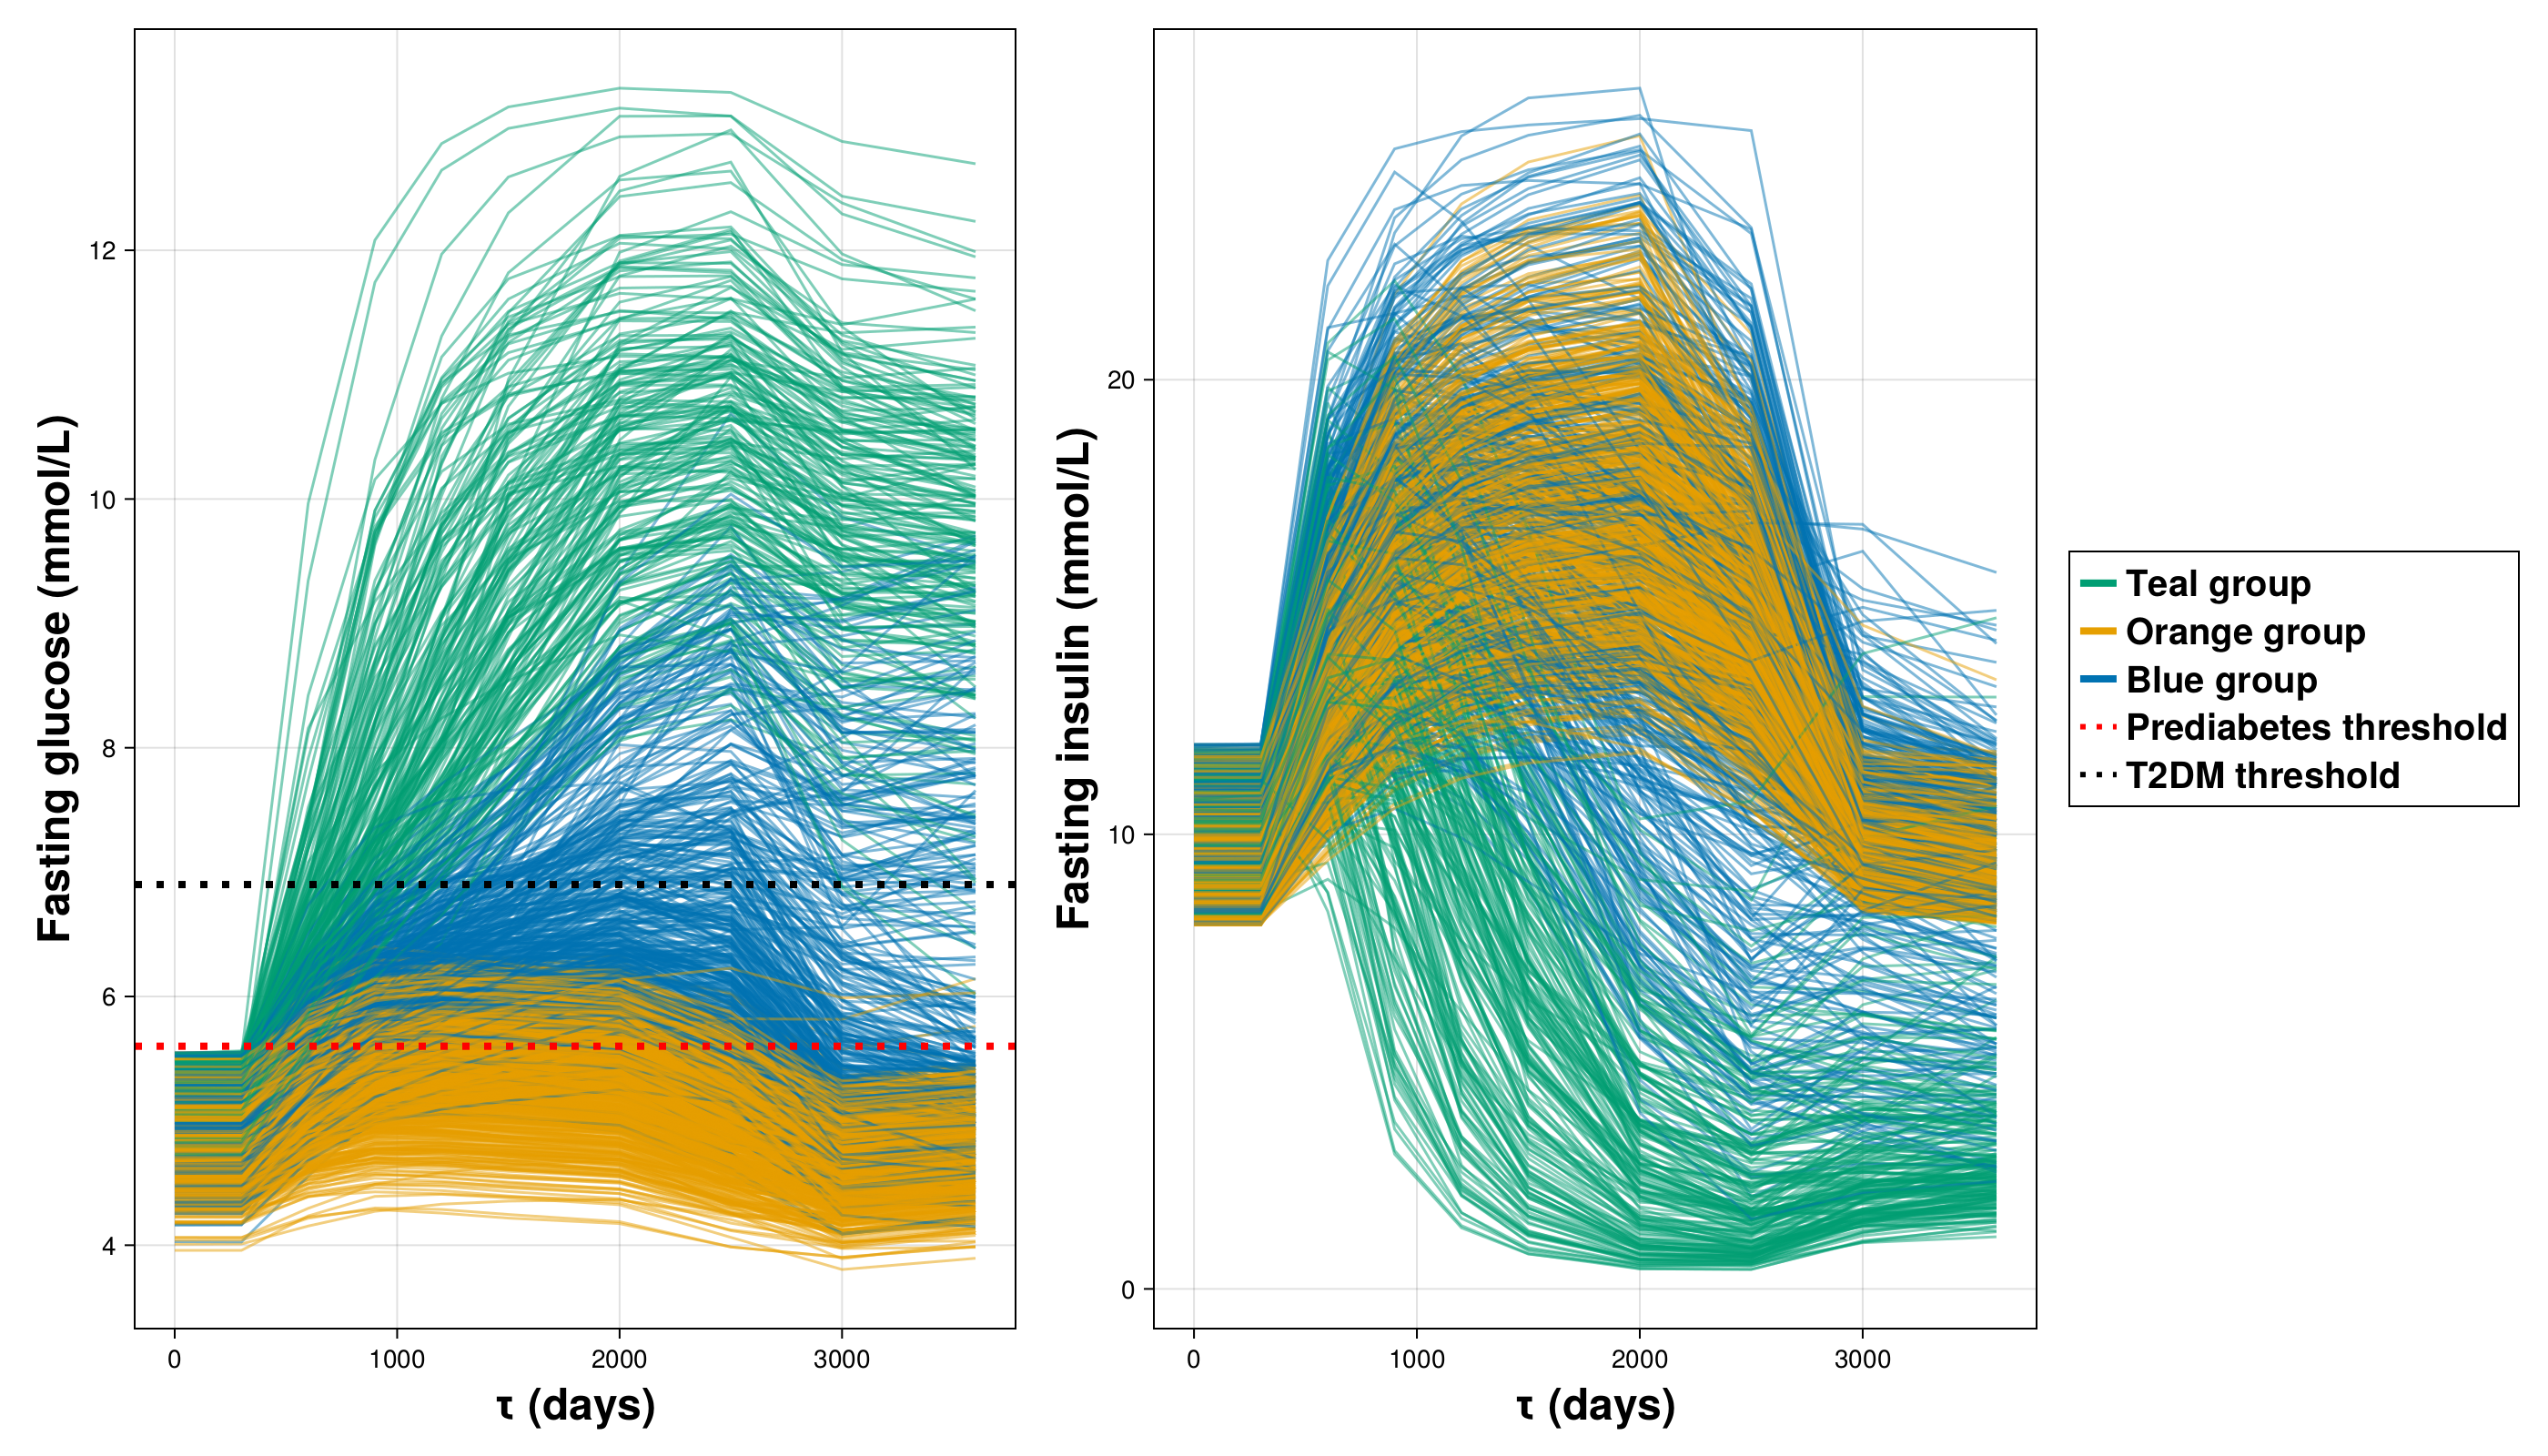 Fasting glucose (mmol/L)
12
10
8
6
4
0
1000
2000
3000
τ (days)
Fasting insulin (mmol/L)
20
10
0
0
1000
2000
3000
τ (days)
Teal group
Orange group
Blue group
Prediabetes threshold
T2DM threshold